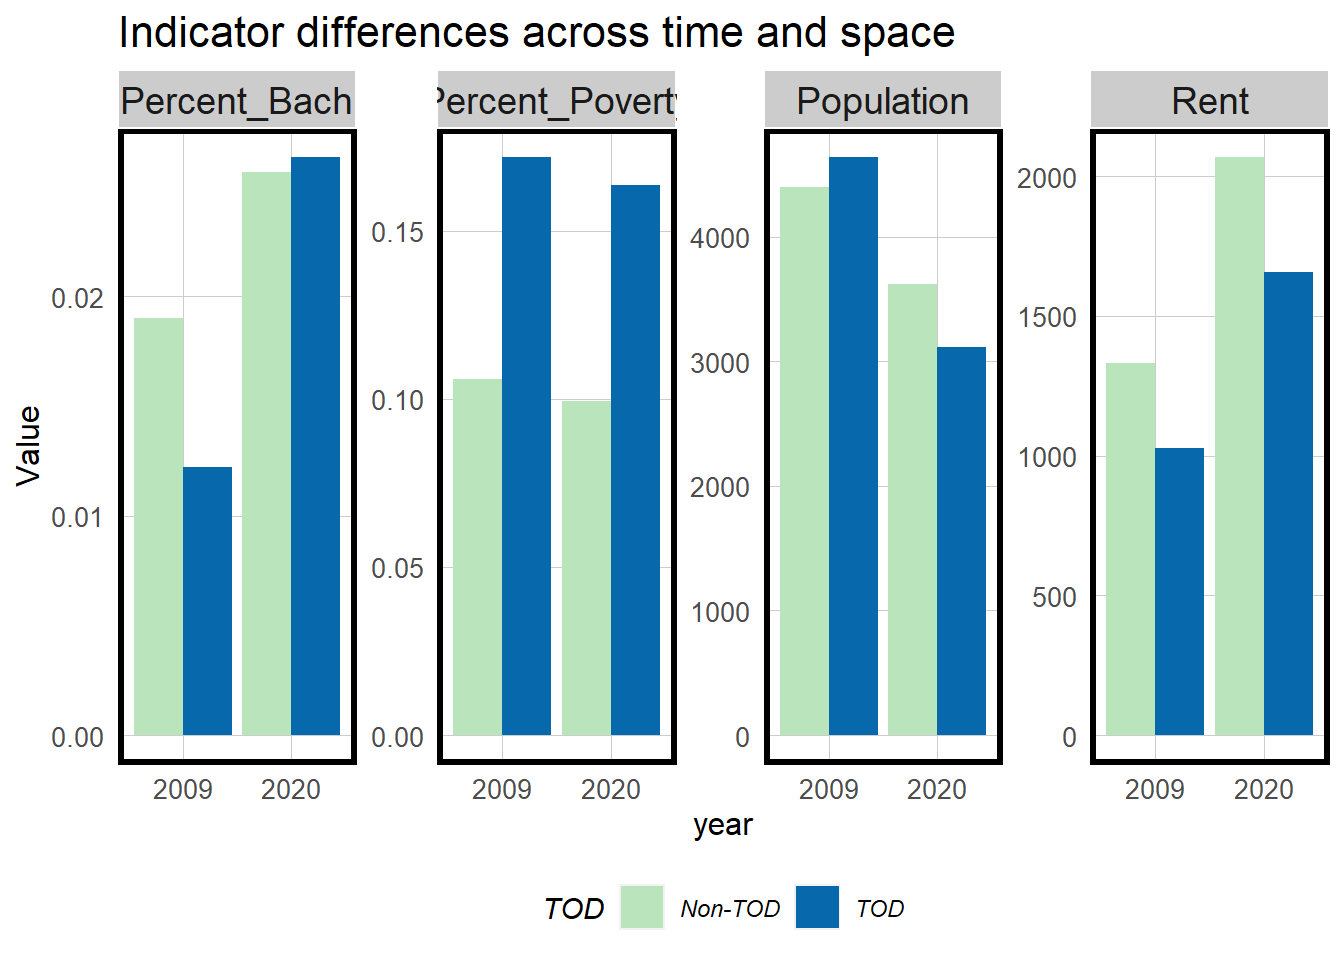 Indicator differences across time and space
Percent_Bach Percent_Poverty Population Rent
Value
0.02
0.01
0.00
0.15
0.10
0.05
0.00
4000
3000
2000
1000
0
2000
1500
1000
500
0
2009 2020 2009 2020 2009 2020 2009 2020
year
TOD Non-TOD TOD